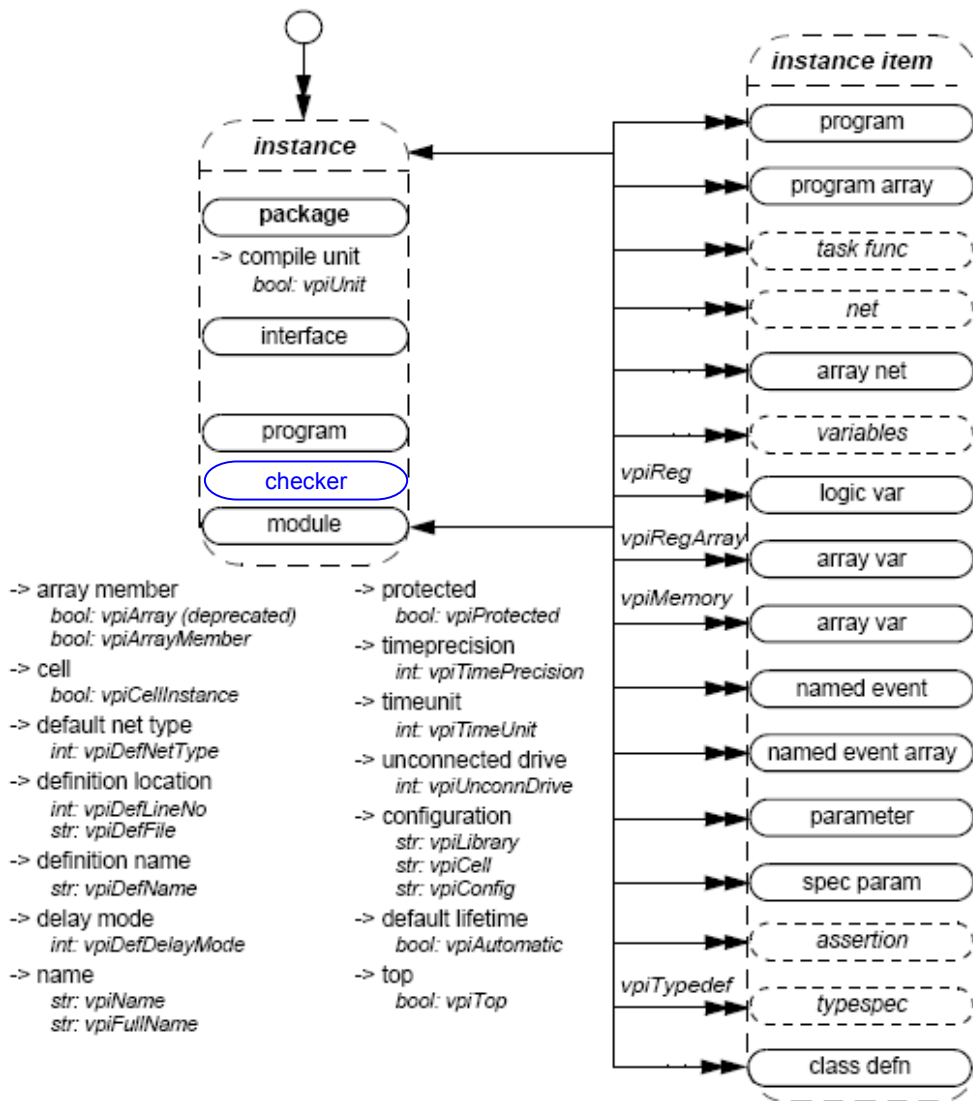 instance
package
-> compile unit
bool: vpiUnit
interface
program
checker
module
-> array member
bool: vpiArray (deprecated)
bool: vpiArrayMember
-> cell
bool: vpiCellInstance
-> default net type
int: vpiDefNetType
-> definition location
int: vpiDefLineNo
str: vpiDefFile
-> definition name
str: vpiDefName
-> delay mode
int: vpiDefDelayMode
-> name
str: vpiName
str: vpiFullName
-> protected
bool: vpiProtected
-> timeprecision
int: vpiTimePrecision
-> timeunit
int: vpiTimeUnit
-> unconnected drive
int: vpiUnconnDrive
-> configuration
str: vpiLibrary
str: vpiCell
str: vpiConfig
-> default lifetime
bool: vpiAutomatic
-> top
bool: vpiTop
instance item
program
program array
task func
net
array net
variables
vpiReg
logic var
vpiRegArray
array var
vpiMemory
array var
named event
named event array
parameter
spec param
assertion
vpiTypedef
typespec
class defn